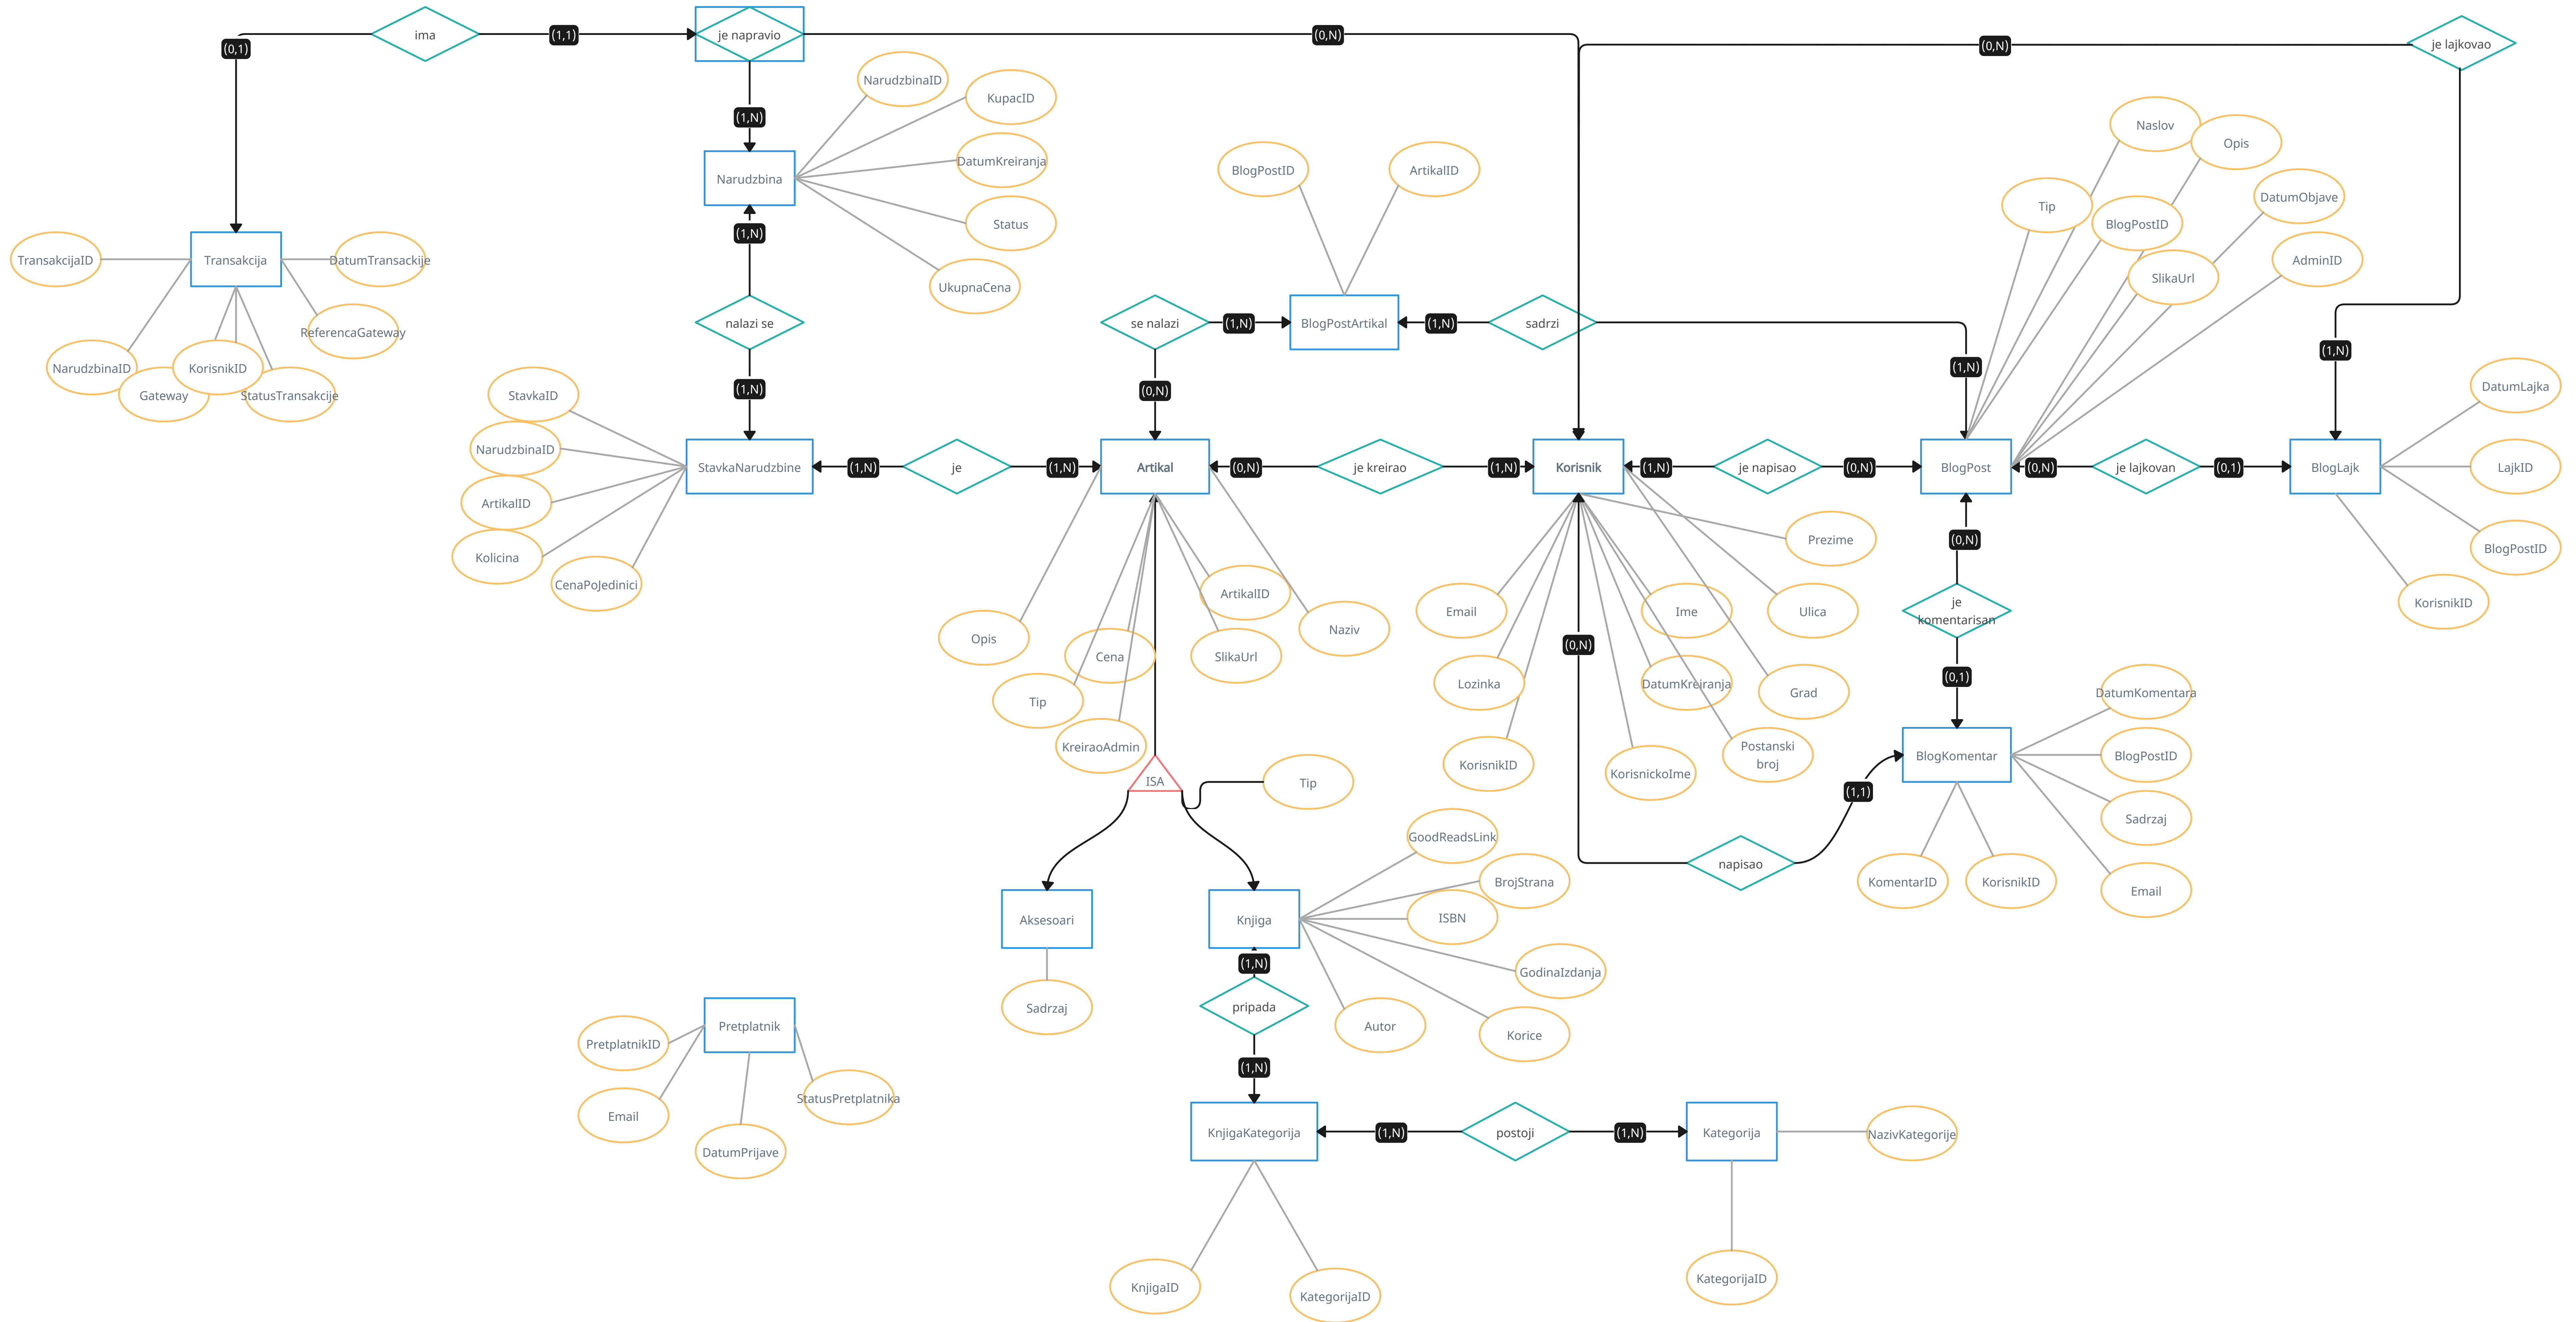 ima
(0,1)
(1,1)
je napravio
(0,N)
(0,N)
je lajkovao
(1,N)
NarudzbinaID
KupacID
DatumKreiranja
Status
UkupnaCena
Narudzbina
(1,N)
BlogPostID
ArtikalID
Naslov
Opis
Tip
BlogPostID
DatumObjave
SlikaUrl
AdminID
TransakcijaID
Transakcija
DatumTransackije
ReferencaGateway
NarudzbinaID
Gateway
KorisnikID
StatusTransakcije
nalazi se
(1,N)
se nalazi
(1,N)
BlogPostArtikal
(1,N)
sadrzi
(1,N)
(0,N)
(1,N)
DatumLajka
LajkID
BlogPostID
KorisnikID
StavkaID
NarudzbinaID
ArtikalID
Kolicina
CenaPoJedinici
StavkaNarudzbine
(1,N)
je
(1,N)
Artikal
(0,N)
je kreirao
(1,N)
Korisnik
(1,N)
je napisao
(0,N)
BlogPost
(0,N)
je lajkovan
(0,1)
BlogLajk
Opis
Tip
Cena
KreiraoAdmin
ArtikalID
SlikaUrl
Naziv
Email
Lozinka
KorisnikID
KorisnickoIme
Ime
DatumKreiranja
Postanski
broj
Prezime
Ulica
Grad
(0,N)
(0,N)
je
komentarisan
(0,1)
BlogKomentar
DatumKomentara
BlogPostID
Sadrzaj
Email
KomentarID
KorisnikID
(1,1)
napisao
ISA
Tip
Aksesoari
Sadrzaj
Knjiga
GoodReadsLink
BrojStrana
ISBN
GodinaIzdanja
Korice
Autor
(1,N)
pripada
(1,N)
Pretplatnik
PretplatnikID
Email
DatumPrijave
StatusPretplatnika
KnjigaKategorija
(1,N)
postoji
(1,N)
Kategorija
NazivKategorije
KnjigaID
KategorijaID
KategorijaID